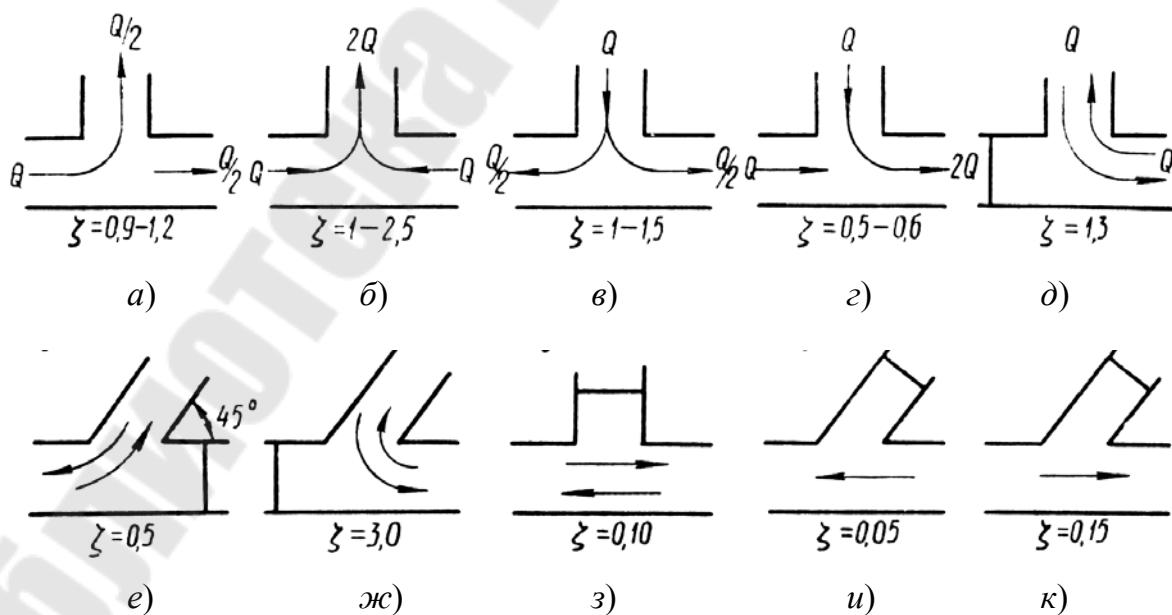 Q/2 2Q Q Q Q
Q Q/2 Q Q Q/2 Q/2 Q 2Q Q
ζ=0,9–1,2 ζ=1–2,5 ζ=1–1,5 ζ=0,5–0,6 ζ=1,3
а) б) в) г) д)
45°
ζ=0,5 ζ=3,0 ζ=0,10 ζ=0,05 ζ=0,15
е) ж) з) и) к)